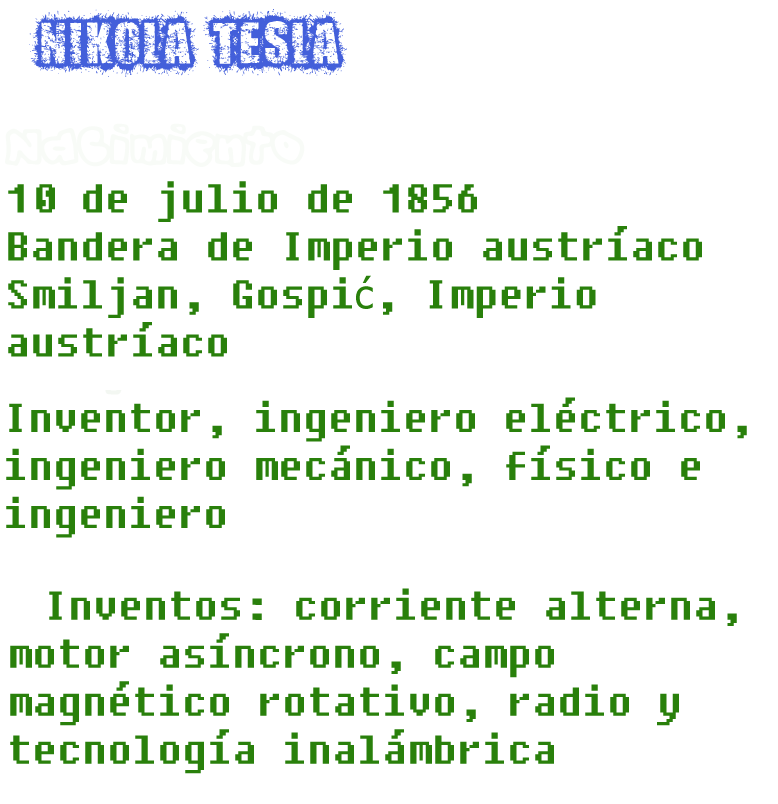 NIKOLA TESLA
Nacimiento
10 de julio de 1856
Bandera de Imperio austríaco
Smiljan, Gospić, Imperio
austríaco
Inventor, ingeniero eléctrico,
ingeniero mecánico, físico e
ingeniero
Inventos: corriente alterna,
motor asíncrono, campo
magnético rotativo, radio y
tecnología inalámbrica